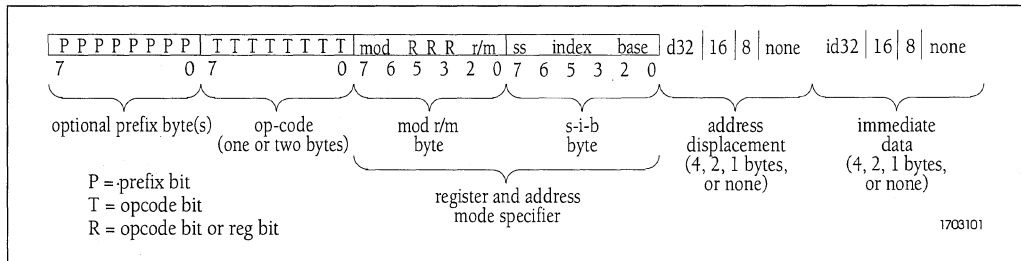 P P P P P P P P T T T T T T T T mod R R R r/m ss index base d32 | 16 | 8 | none id32 | 16 | 8 | none
7 0 7 0 7 6 5 3 2 0 7 6 5 3 2 0
optional prefix byte(s) op-code mod r/m s-i-b address immediate
(one or two bytes) byte byte displacement data
(4, 2, 1 bytes, (4, 2, 1 bytes,
or none) or none)
register and address
mode specifier
P = prefix bit
T = opcode bit
R = opcode bit or reg bit
1703101